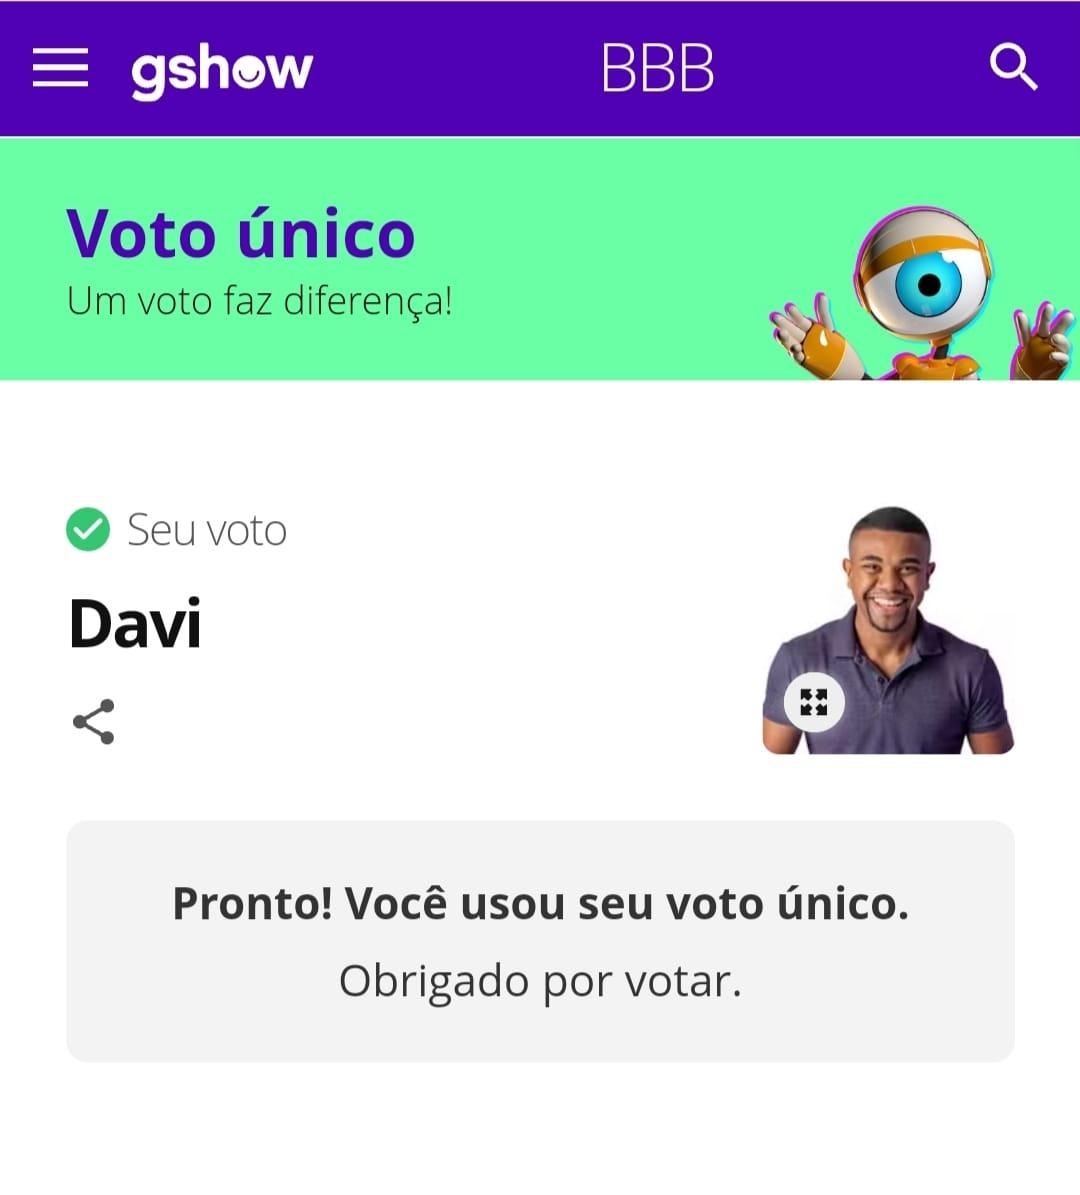 gshow
BBB
Voto único
Um voto faz diferença!
Seu voto
Davi
Pronto! Você usou seu voto único.
Obrigado por votar.